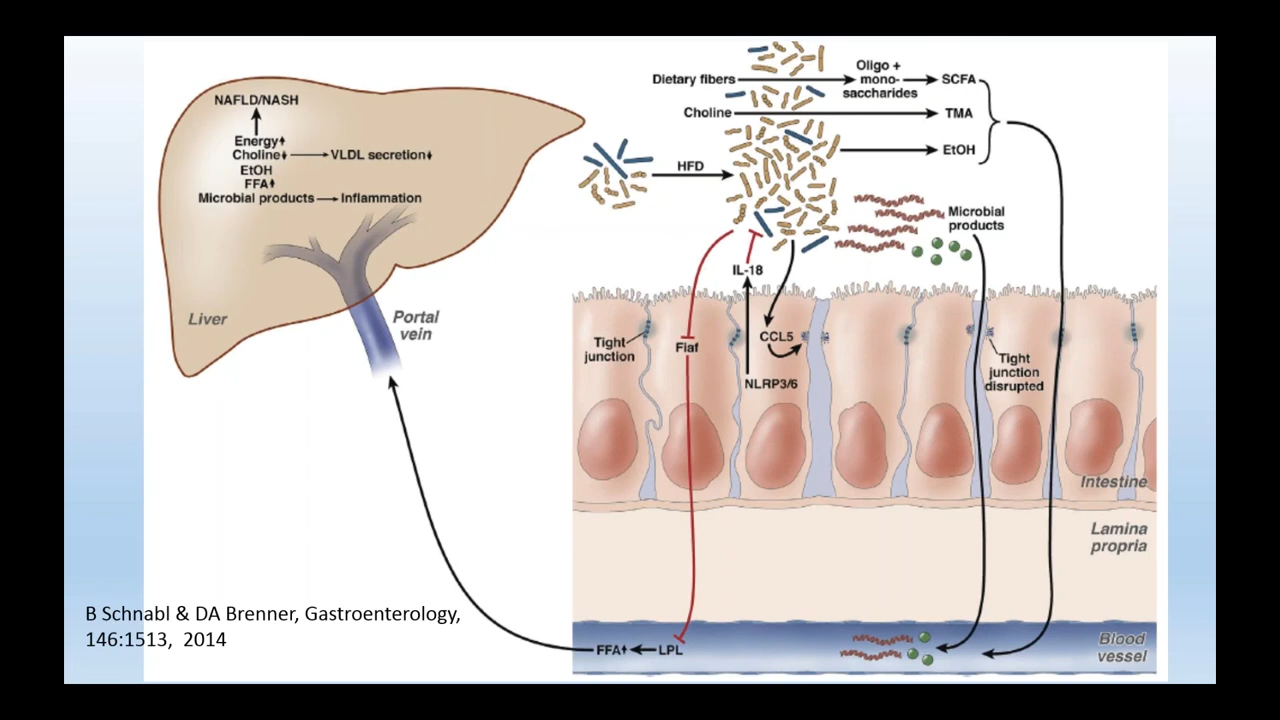 NAFLD/NASH
Energy↑
Choline↓ → VLDL secretion↓
EtOH
FFA↑
Microbial products → Inflammation
Liver
Portal
vein
Dietary fibers
Oligo +
mono-
saccharides
SCFA
Choline
TMA
EtOH
HFD
Microbial
products
IL-18
Tight
junction
Fiaf
CCL5
NLRP3/6
Tight
junction
disrupted
Intestine
Lamina
propria
B Schnabl & DA Brenner, Gastroenterology,
146:1513, 2014
FFA↑ ← LPL
Blood
vessel